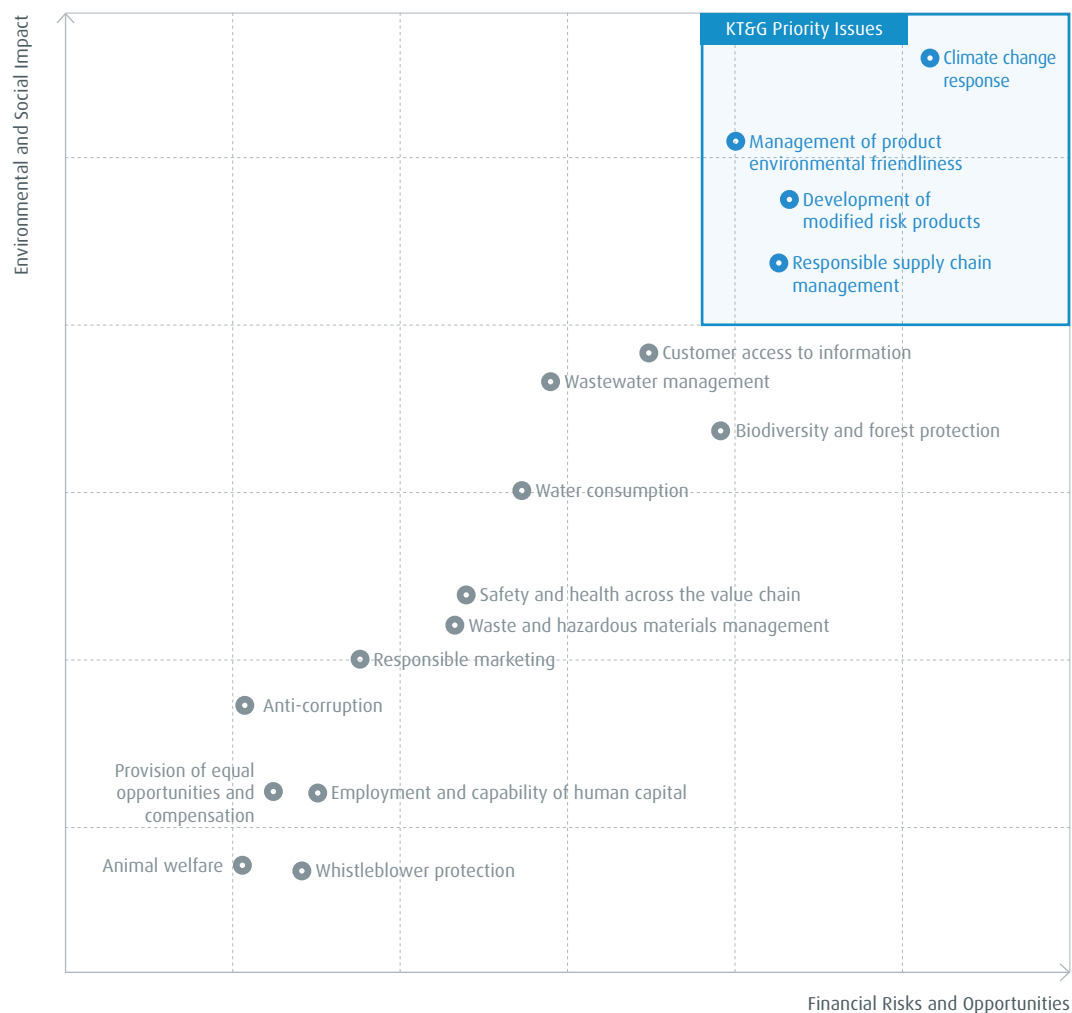 Environmental and Social Impact
KT&G Priority Issues
Climate change
response
Management of product
environmental friendliness
Development of
modified risk products
Responsible supply chain
management
Customer access to information
Wastewater management
Biodiversity and forest protection
Water consumption
Safety and health across the value chain
Waste and hazardous materials management
Responsible marketing
Anti-corruption
Provision of equal
opportunities and
compensation
Employment and capability of human capital
Animal welfare
Whistleblower protection
Financial Risks and Opportunities